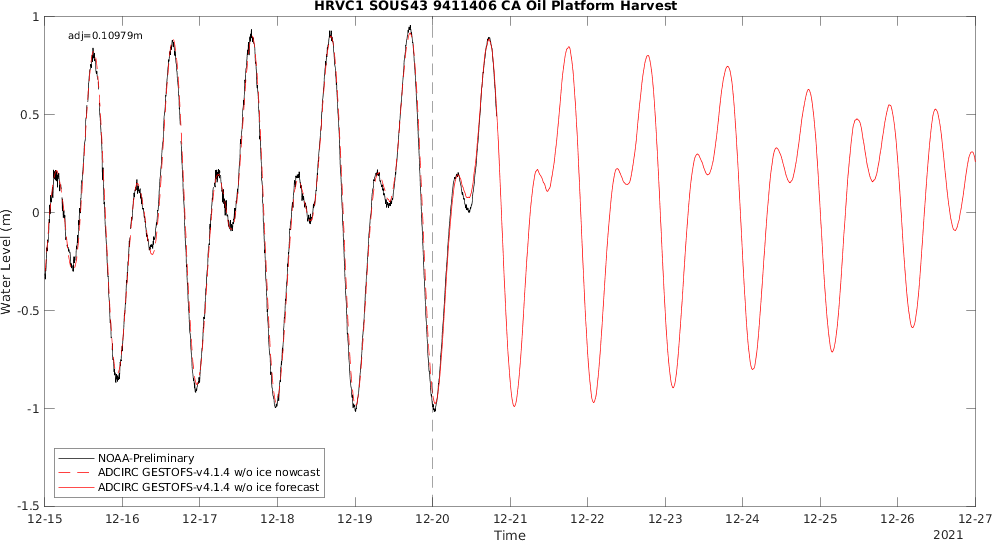 HRVC1 SOUS43 9411406 CA Oil Platform Harvest
adj=0.10979m
1
0.5
0
-0.5
-1
-1.5
Water Level (m)
NOAA-Preliminary
ADCIRC GESTOFS-v4.1.4 w/o ice nowcast
ADCIRC GESTOFS-v4.1.4 w/o ice forecast
12-15 12-16 12-17 12-18 12-19 12-20 12-21 12-22 12-23 12-24 12-25 12-26 12-27
Time
2021